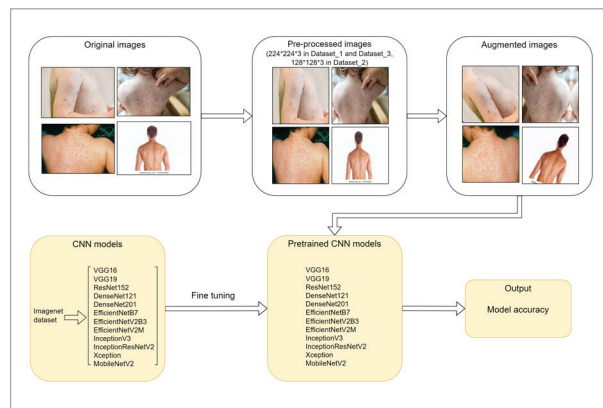 Original images
Pre-processed images
(224*224*3 in Dataset_1 and Dataset_3,
128*128*3 in Dataset_2)
Augmented images
CNN models
Imagenet
dataset
VGG16
VGG19
ResNet152
DenseNet121
DenseNet201
EfficientNetB7
EfficientNetV2B3
EfficientNetV2M
InceptionV3
InceptionResNetV2
Xception
MobileNetV2
Fine tuning
Pretrained CNN models
VGG16
VGG19
ResNet152
DenseNet121
DenseNet201
EfficientNetB7
EfficientNetV2B3
EfficientNetV2M
InceptionV3
InceptionResNetV2
Xception
MobileNetV2
Output
Model accuracy